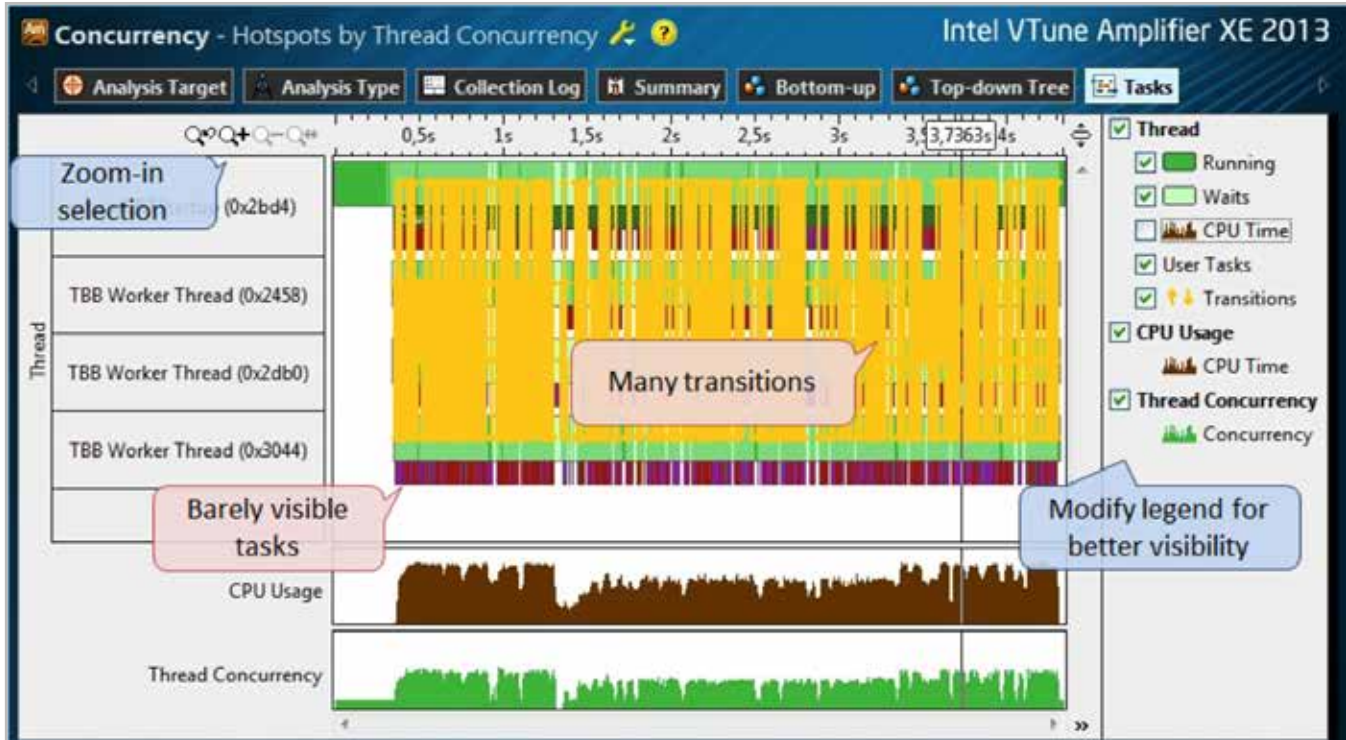 Concurrency - Hotspots by Thread Concurrency
Intel VTune Amplifier XE 2013
Analysis Target
Analysis Type
Collection Log
Summary
Bottom-up
Top-down Tree
Tasks
0,5s 1s 1,5s 2s 2,5s 3s 3,7363s 4s
Zoom-in
selection
(0x2bd4)
TBB Worker Thread (0x2458)
TBB Worker Thread (0x2db0)
TBB Worker Thread (0x3044)
Thread
Many transitions
Barely visible
tasks
Modify legend for
better visibility
CPU Usage
Thread Concurrency
Thread
Running
Waits
CPU Time
User Tasks
Transitions
CPU Usage
CPU Time
Thread Concurrency
Concurrency